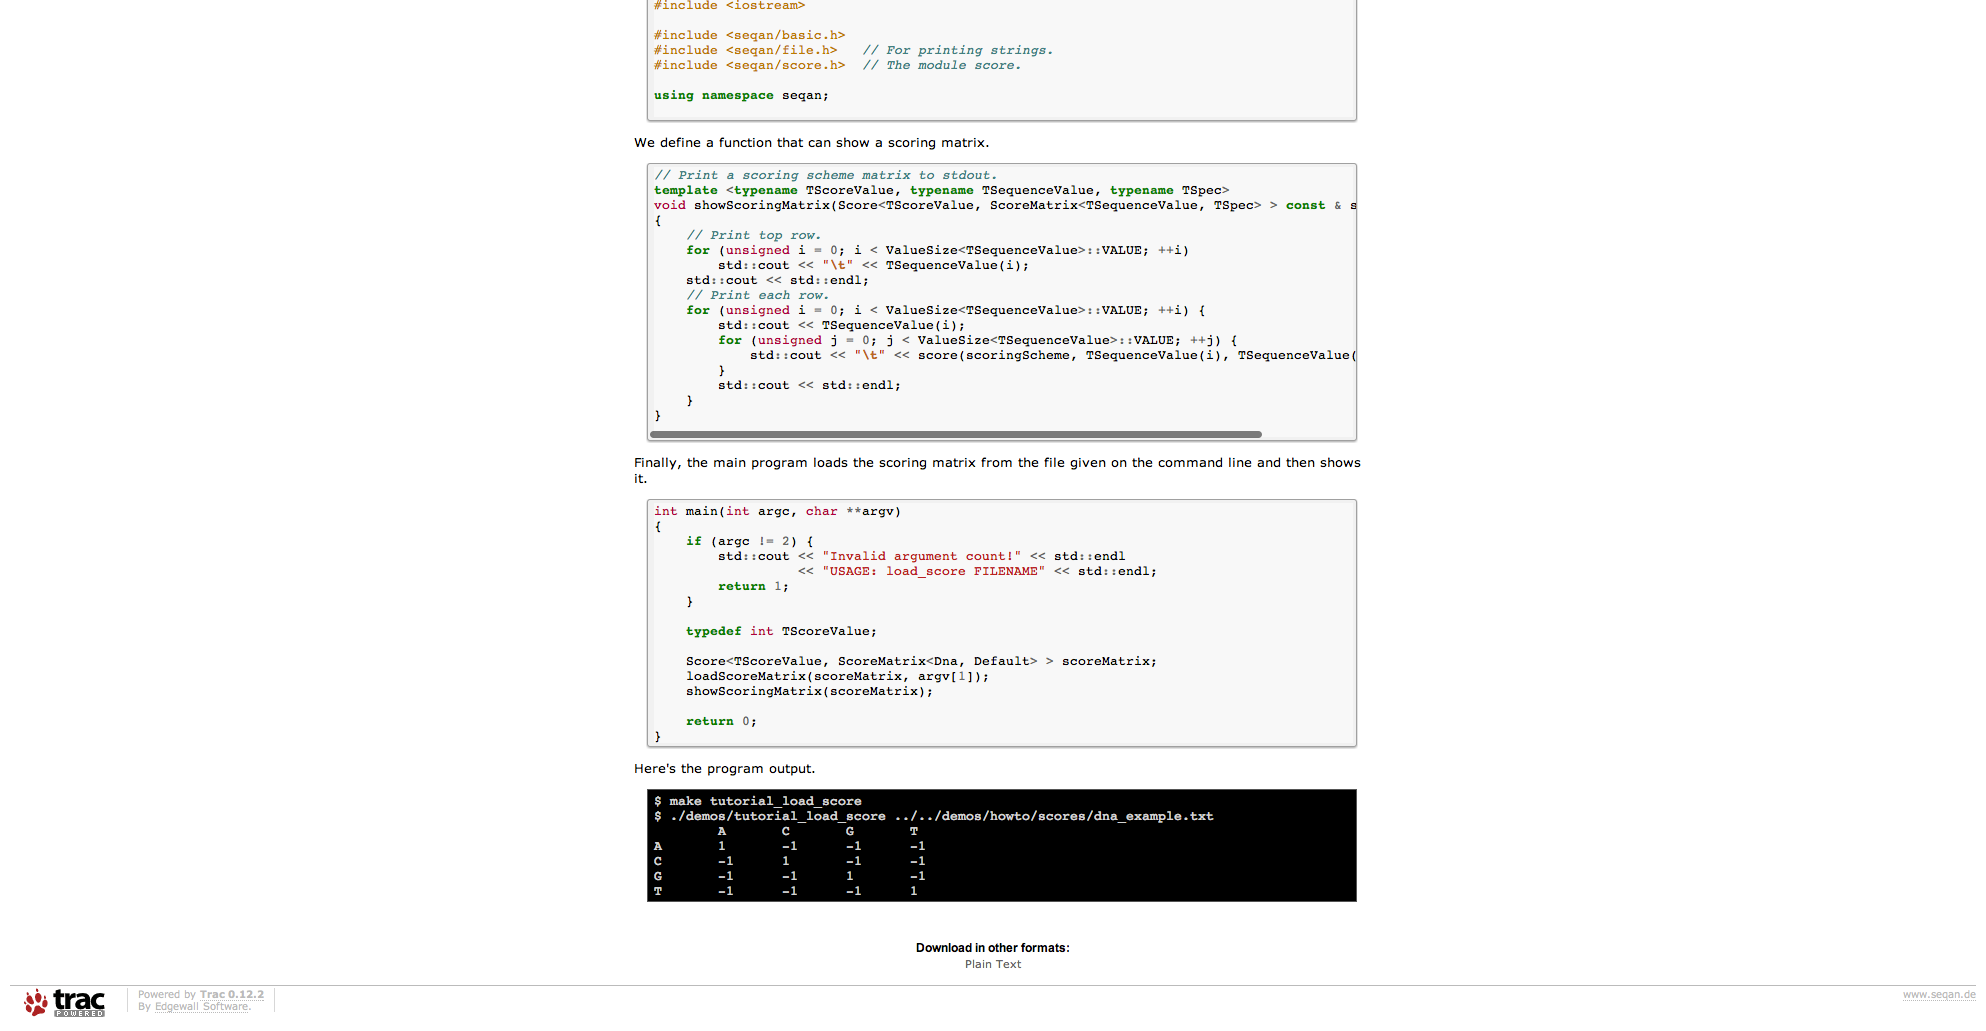 #include <iostream>
#include <seqan/basic.h>
#include <seqan/file.h>   // For printing strings.
#include <seqan/score.h>  // The module score.
using namespace seqan;
We define a function that can show a scoring matrix.
// Print a scoring scheme matrix to stdout.
template <typename TScoreValue, typename TSequenceValue, typename TSpec>
void showScoringMatrix(Score<TScoreValue, ScoreMatrix<TSequenceValue, TSpec> > const & s
{
    // Print top row.
    for (unsigned i = 0; i < ValueSize<TSequenceValue>::VALUE; ++i)
        std::cout << "\t" << TSequenceValue(i);
    std::cout << std::endl;
    // Print each row.
    for (unsigned i = 0; i < ValueSize<TSequenceValue>::VALUE; ++i) {
        std::cout << TSequenceValue(i);
        for (unsigned j = 0; j < ValueSize<TSequenceValue>::VALUE; ++j) {
            std::cout << "\t" << score(scoringScheme, TSequenceValue(i), TSequenceValue(
        }
        std::cout << std::endl;
    }
}
Finally, the main program loads the scoring matrix from the file given on the command line and then shows
it.
int main(int argc, char **argv)
{
    if (argc != 2) {
        std::cout << "Invalid argument count!" << std::endl
                  << "USAGE: load_score FILENAME" << std::endl;
        return 1;
    }
    typedef int TScoreValue;
    Score<TScoreValue, ScoreMatrix<Dna, Default> > scoreMatrix;
    loadScoreMatrix(scoreMatrix, argv[1]);
    showScoringMatrix(scoreMatrix);
    return 0;
}
Here's the program output.
$ make tutorial_load_score
$ ./demos/tutorial_load_score ../../demos/howto/scores/dna_example.txt
        A       C       G       T
A       1       -1      -1      -1
C       -1      1       -1      -1
G       -1      -1      1       -1
T       -1      -1      -1      1
Download in other formats:
Plain Text
trac
POWERED
Powered by Trac 0.12.2
By Edgewall Software.
www.seqan.de